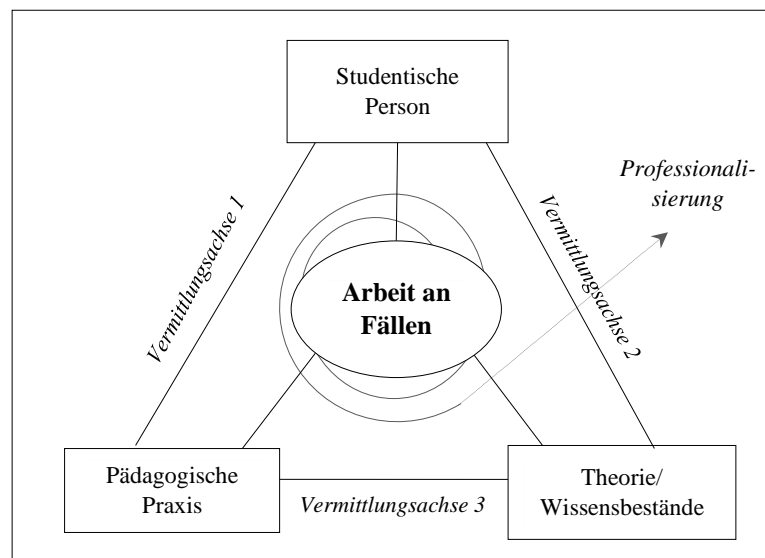 Studentische
Person
Professionali-
sierung
Vermittlungsachse 1
Vermittlungsachse 2
Arbeit an
Fällen
Pädagogische
Praxis
Vermittlungsachse 3
Theorie/
Wissensbestände